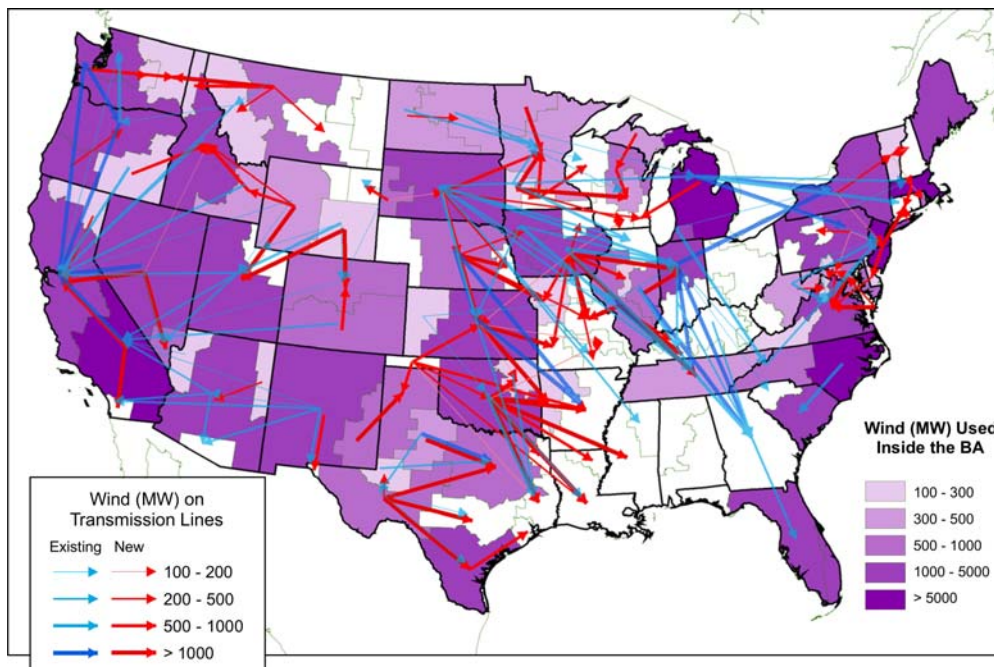 Wind (MW) on
Transmission Lines
Existing New
100 - 200
200 - 500
500 - 1000
> 1000
Wind (MW) Used
Inside the BA
100 - 300
300 - 500
500 - 1000
1000 - 5000
> 5000